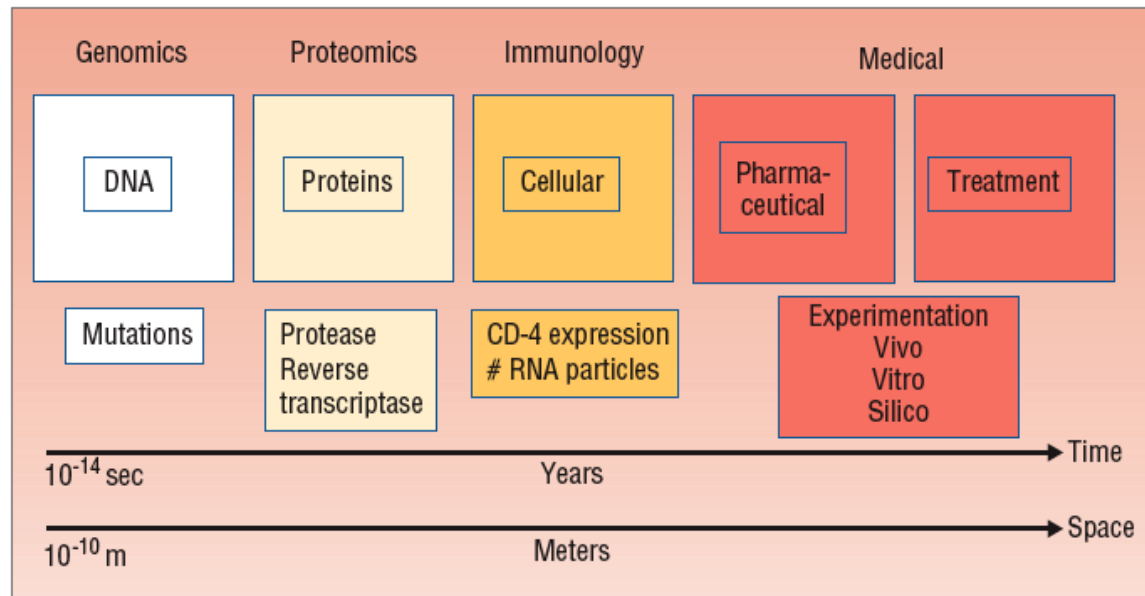 Genomics
Proteomics
Immunology
Medical
DNA
Proteins
Cellular
Pharma-
ceutical
Treatment
Mutations
Protease
Reverse
transcriptase
CD-4 expression
# RNA particles
Experimentation
Vivo
Vitro
Silico
10⁻¹⁴ sec
Years
Time
10⁻¹⁰ m
Meters
Space